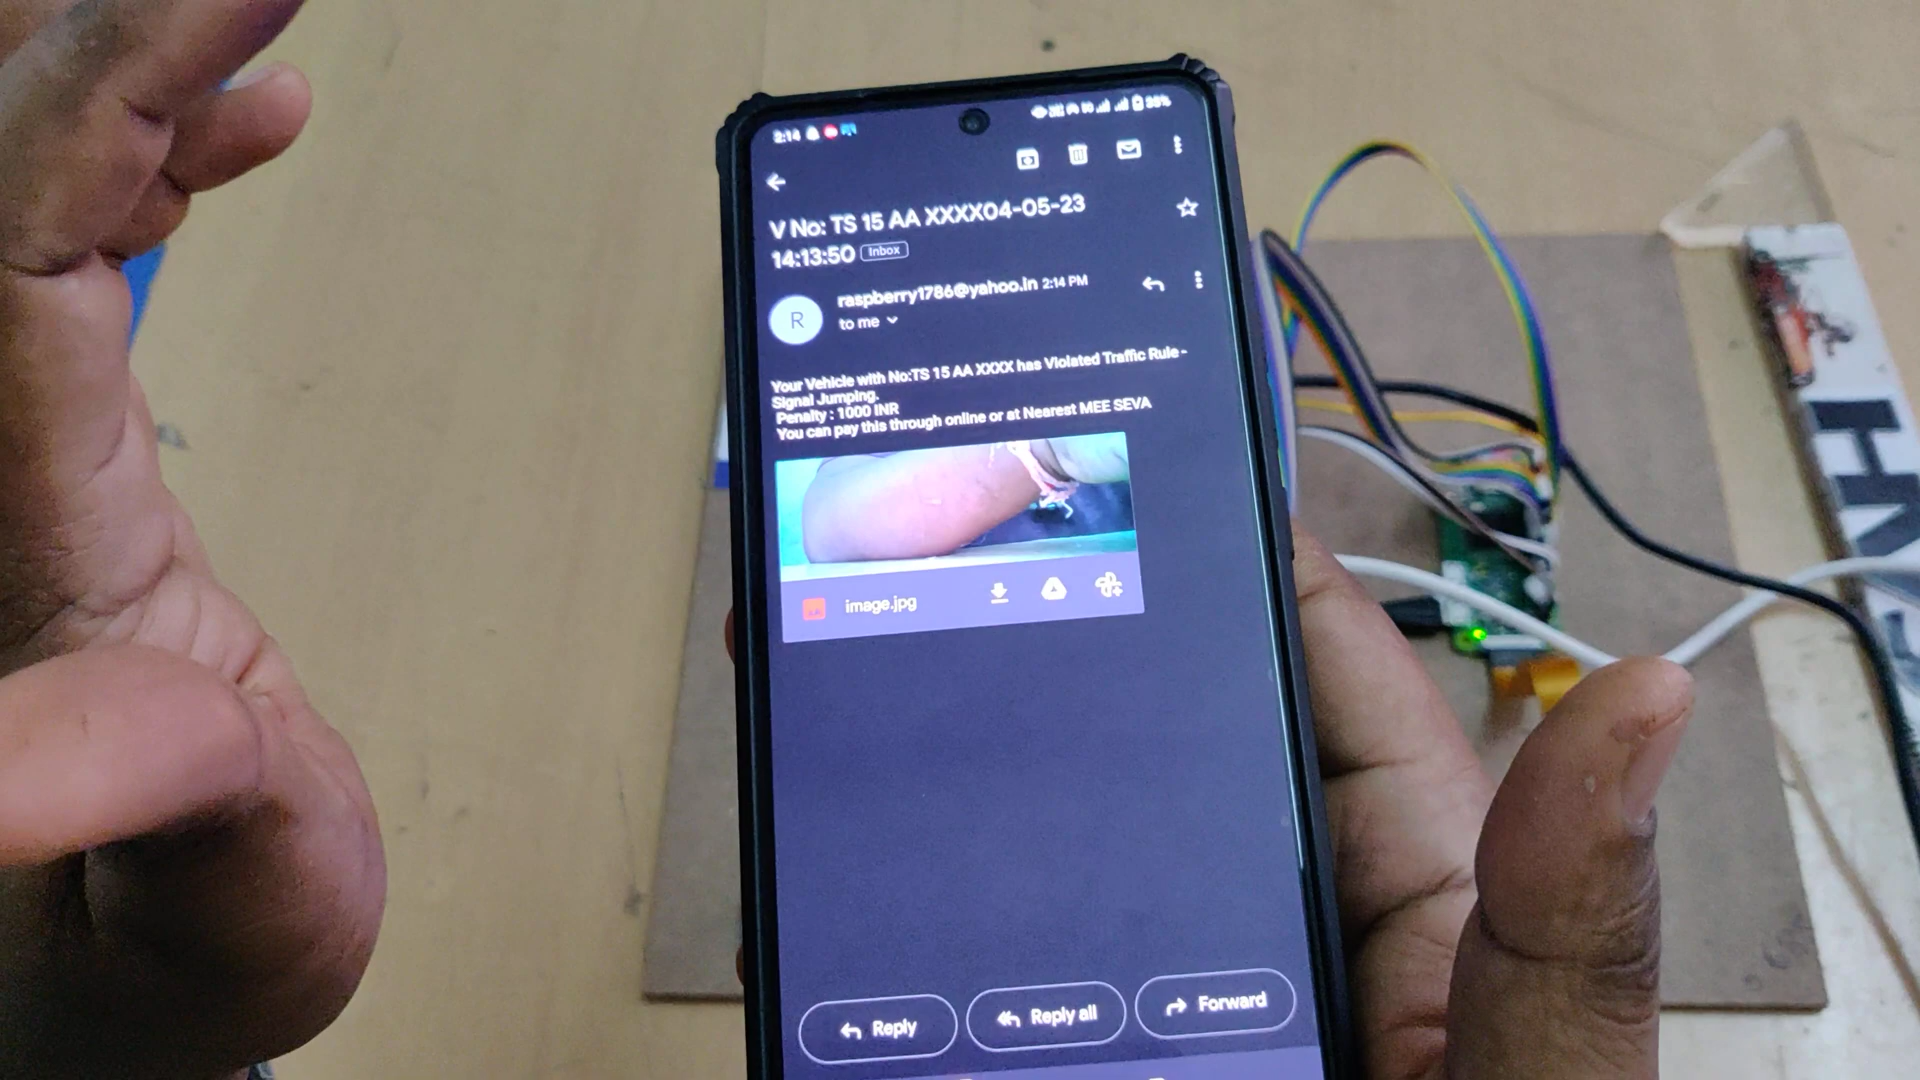 2:14
V No: TS 15 AA XXXX04-05-23
14:13:50 Inbox
R
raspberry1786@yahoo.in 2:14 PM
to me
Your Vehicle with No:TS 15 AA XXXX has Violated Traffic Rule -
Signal Jumping.
Penalty : 1000 INR
You can pay this through online or at Nearest MEE SEVA
image.jpg
Reply
Reply all
Forward